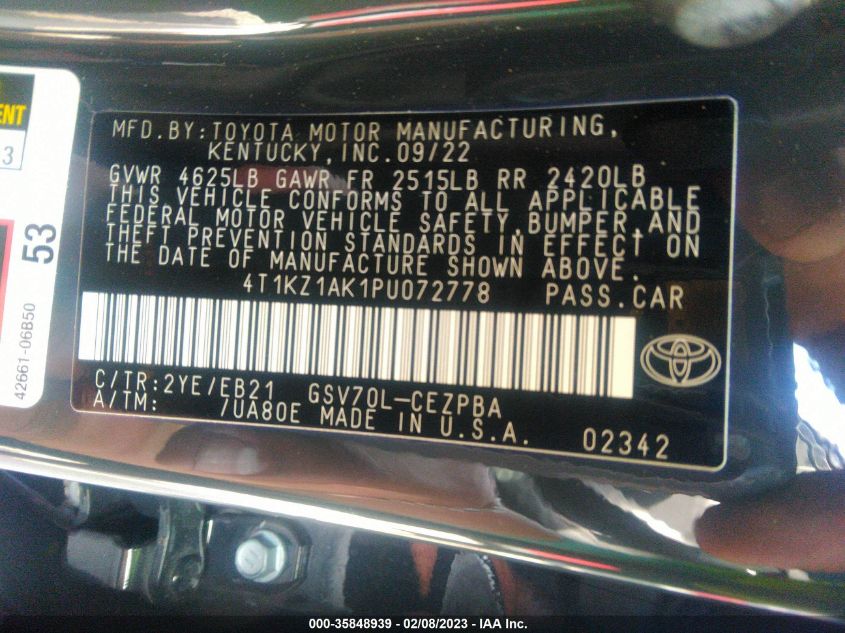 ENT
3
53
42661-06B50
MFD.BY:TOYOTA MOTOR MANUFACTURING,
KENTUCKY,INC.09/22
GVWR 4625LB GAWR FR 2515LB RR 2420LB
THIS VEHICLE CONFORMS TO ALL APPLICABLE
FEDERAL MOTOR VEHICLE SAFETY,BUMPER,AND
THEFT PREVENTION STANDARDS IN EFFECT ON
THE DATE OF MANUFACTURE SHOWN ABOVE.
4T1KZ1AK1PU072778 PASS.CAR
C/TR:2YE/EB21 GSV70L-CEZPBA
A/TM: 7UA80E MADE IN U.S.A. 02342
000-35848939 - 02/08/2023 - IAA Inc.